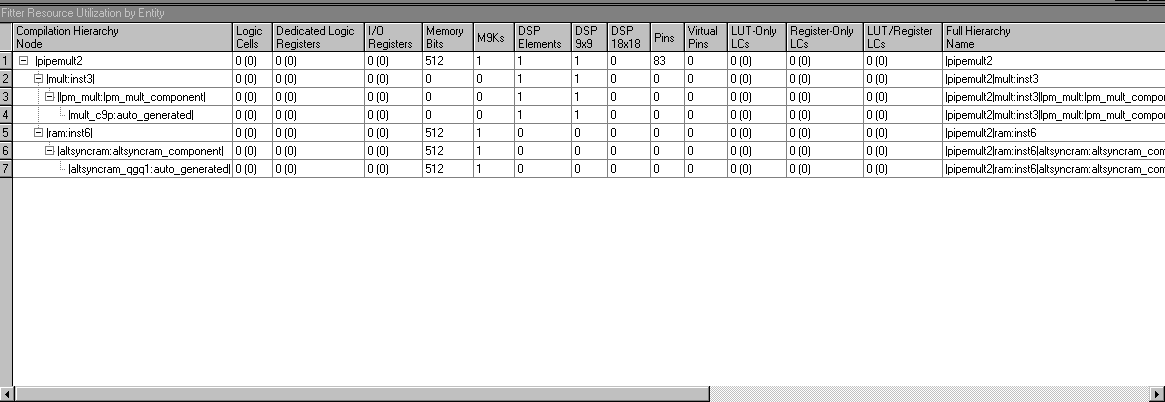 Fitter Resource Utilization by Entity
Compilation Hierarchy Node Logic Cells Dedicated Logic Registers I/O Registers Memory Bits M9Ks DSP Elements DSP 9x9 DSP 18x18 Pins Virtual Pins LUT-Only LCs Register-Only LCs LUT/Register LCs Full Hierarchy Name
1 |pipemult2 0 (0) 0 (0) 0 (0) 512 1 1 1 0 83 0 0 (0) 0 (0) 0 (0) |pipemult2
2 |mult:inst3| 0 (0) 0 (0) 0 (0) 0 0 1 1 0 0 0 0 (0) 0 (0) 0 (0) |pipemult2|mult:inst3
3 |lpm_mult:lpm_mult_component| 0 (0) 0 (0) 0 (0) 0 0 1 1 0 0 0 0 (0) 0 (0) 0 (0) |pipemult2|mult:inst3|lpm_mult:lpm_mult_compo
4 |mult_c9p:auto_generated| 0 (0) 0 (0) 0 (0) 0 0 1 1 0 0 0 0 (0) 0 (0) 0 (0) |pipemult2|mult:inst3|lpm_mult:lpm_mult_compo
5 |ram:inst6| 0 (0) 0 (0) 0 (0) 512 1 0 0 0 0 0 0 (0) 0 (0) 0 (0) |pipemult2|ram:inst6
6 |altsyncram:altsyncram_component| 0 (0) 0 (0) 0 (0) 512 1 0 0 0 0 0 0 (0) 0 (0) 0 (0) |pipemult2|ram:inst6|altsyncram:altsyncram_com
7 |altsyncram_qgq1:auto_generated| 0 (0) 0 (0) 0 (0) 512 1 0 0 0 0 0 0 (0) 0 (0) 0 (0) |pipemult2|ram:inst6|altsyncram:altsyncram_com